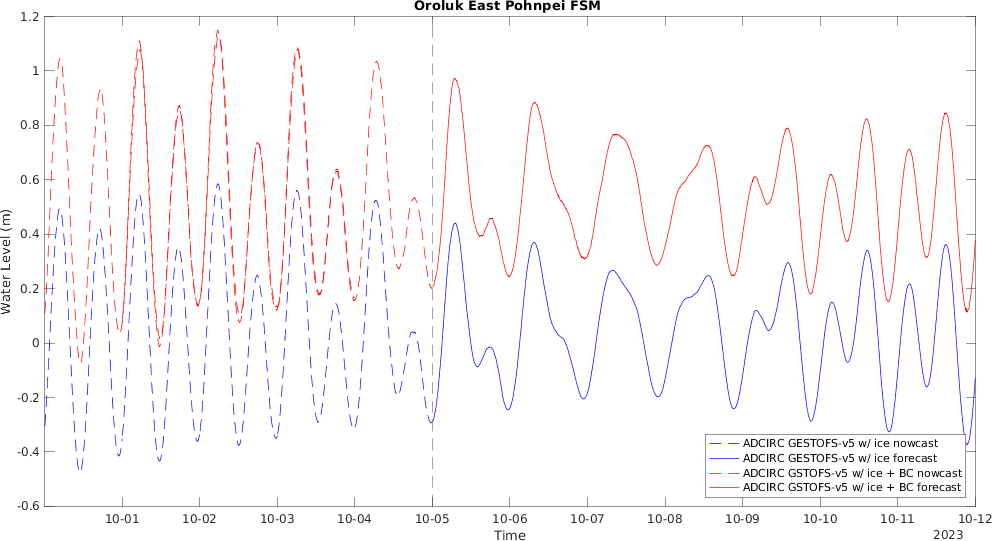 Oroluk East Pohnpei FSM
1.2
1
0.8
0.6
0.4
0.2
0
-0.2
-0.4
-0.6
Water Level (m)
ADCIRC GESTOFS-v5 w/ ice nowcast
ADCIRC GESTOFS-v5 w/ ice forecast
ADCIRC GSTOFS-v5 w/ ice + BC nowcast
ADCIRC GSTOFS-v5 w/ ice + BC forecast
10-01 10-02 10-03 10-04 10-05 10-06 10-07 10-08 10-09 10-10 10-11 10-12
Time
2023